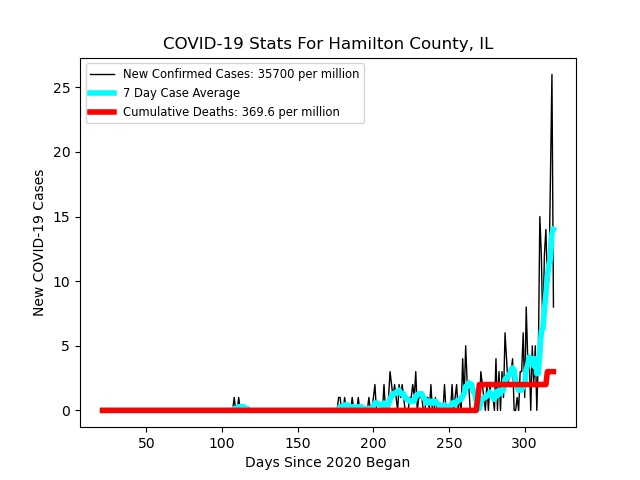 COVID-19 Stats For Hamilton County, IL
New Confirmed Cases: 35700 per million
7 Day Case Average
Cumulative Deaths: 369.6 per million
New COVID-19 Cases
25
20
15
10
5
0
50 100 150 200 250 300
Days Since 2020 Began